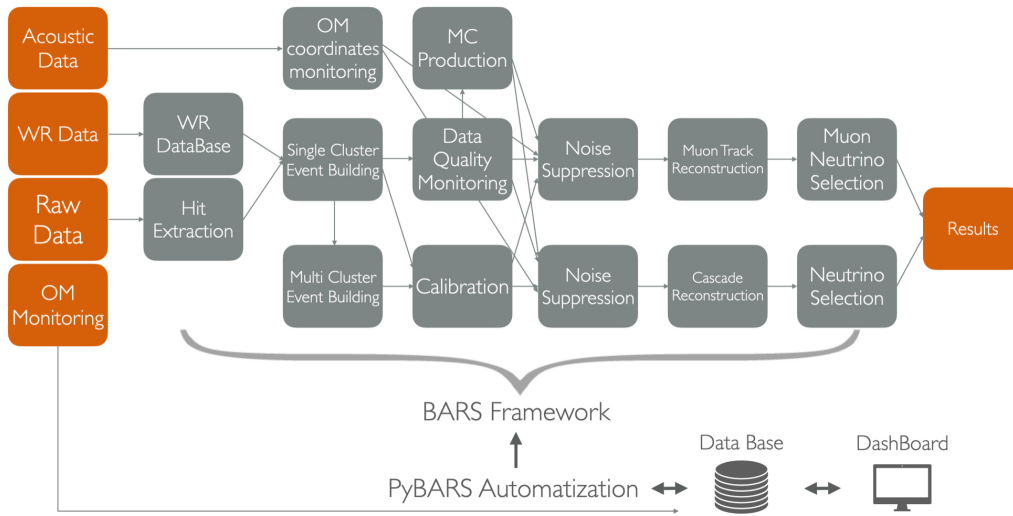 Acoustic
Data
OM
coordinates
monitoring
MC
Production
WR Data
WR
DataBase
Single Cluster
Event Building
Data
Quality
Monitoring
Noise
Suppression
Muon Track
Reconstruction
Muon
Neutrino
Selection
Raw
Data
Hit
Extraction
Results
OM
Monitoring
Multi Cluster
Event Building
Calibration
Noise
Suppression
Cascade
Reconstruction
Neutrino
Selection
BARS Framework
Data Base
DashBoard
PyBARS Automatization